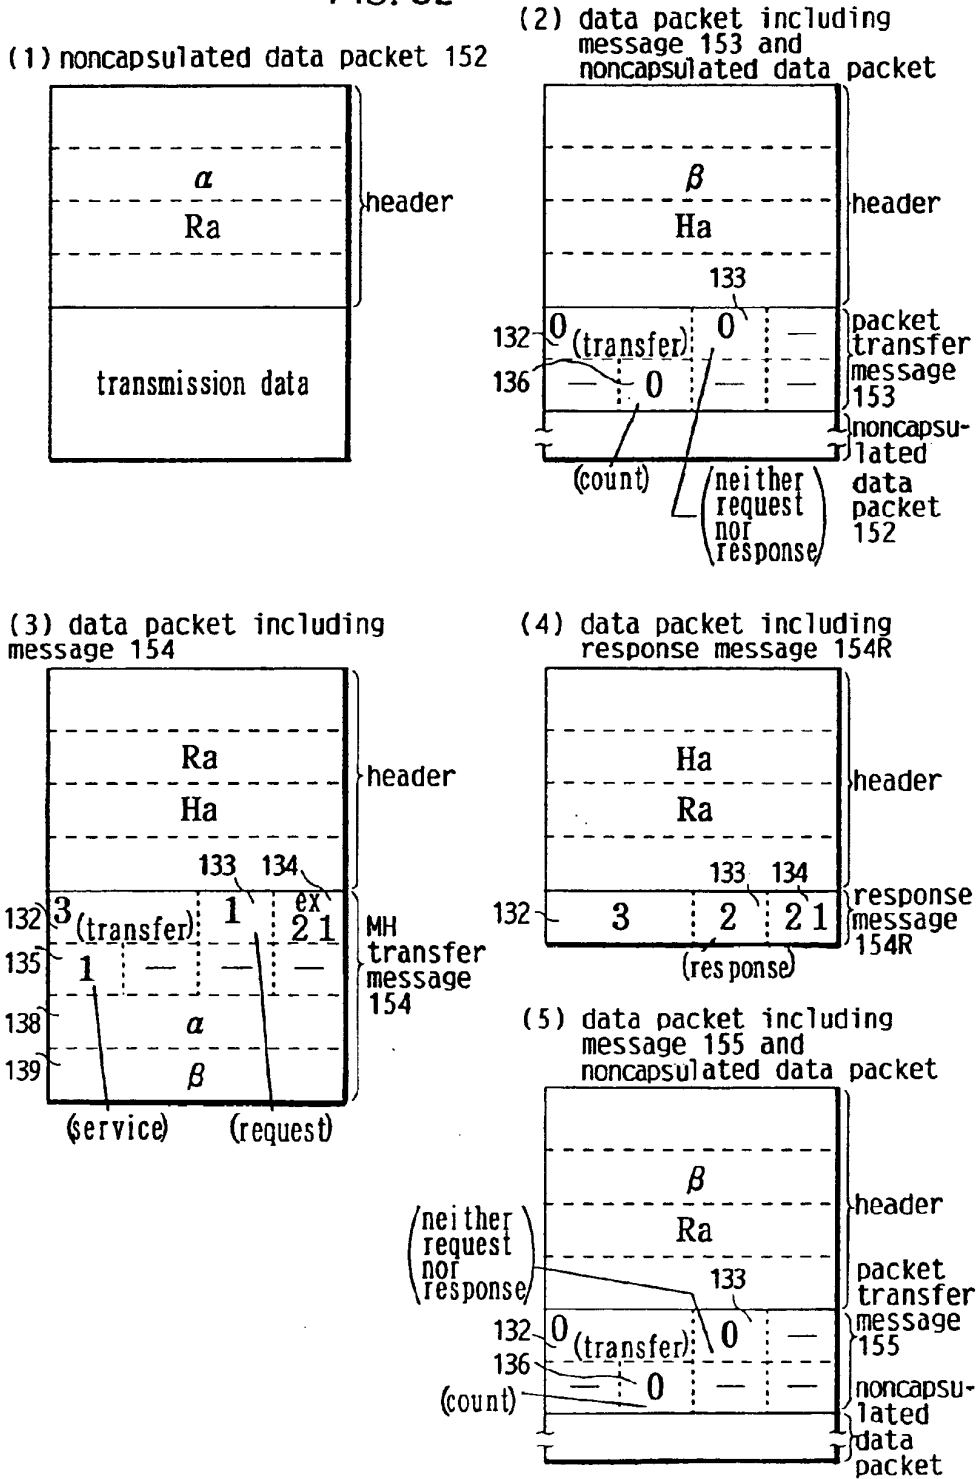 (1) noncapsulated data packet 152
α
Ra
header
transmission data
(2) data packet including
message 153 and
noncapsulated data packet
β
Ha
133
header
132
0
(transfer)
0
—
136
—
0
—
—
packet
transfer
message
153
noncapsu-
lated
data
packet
152
(count)
(neither
request
nor
response)
(3) data packet including
message 154
Ra
Ha
header
133
134
132
3
(transfer)
1
ex
21
135
1
—
—
—
138
α
139
β
MH
transfer
message
154
(service)
(request)
(4) data packet including
response message 154R
Ha
Ra
header
133
134
132
3
2
21
response
message
154R
(response)
(5) data packet including
message 155 and
noncapsulated data packet
β
Ra
header
(neither
request
nor
response)
133
132
0
(transfer)
0
—
136
—
0
—
—
(count)
packet
transfer
message
155
noncapsu-
lated
data
packet